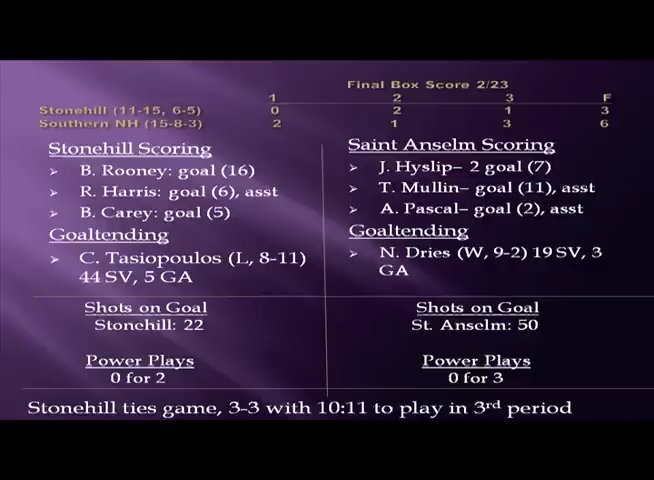 Final Box Score 2/23
1 2 3 F
Stonehill (11-15, 6-5) 0 2 1 3
Southern NH (15-8-3) 2 1 3 6
Stonehill Scoring
➢ B. Rooney: goal (16)
➢ R. Harris: goal (6), asst
➢ B. Carey: goal (5)
Goaltending
➢ C. Tasiopoulos (L, 8-11)
44 SV, 5 GA
Saint Anselm Scoring
➢ J. Hyslip– 2 goal (7)
➢ T. Mullin– goal (11), asst
➢ A. Pascal– goal (2), asst
Goaltending
➢ N. Dries (W, 9-2) 19 SV, 3
GA
Shots on Goal
Stonehill: 22
Power Plays
0 for 2
Shots on Goal
St. Anselm: 50
Power Plays
0 for 3
Stonehill ties game, 3-3 with 10:11 to play in 3rd period